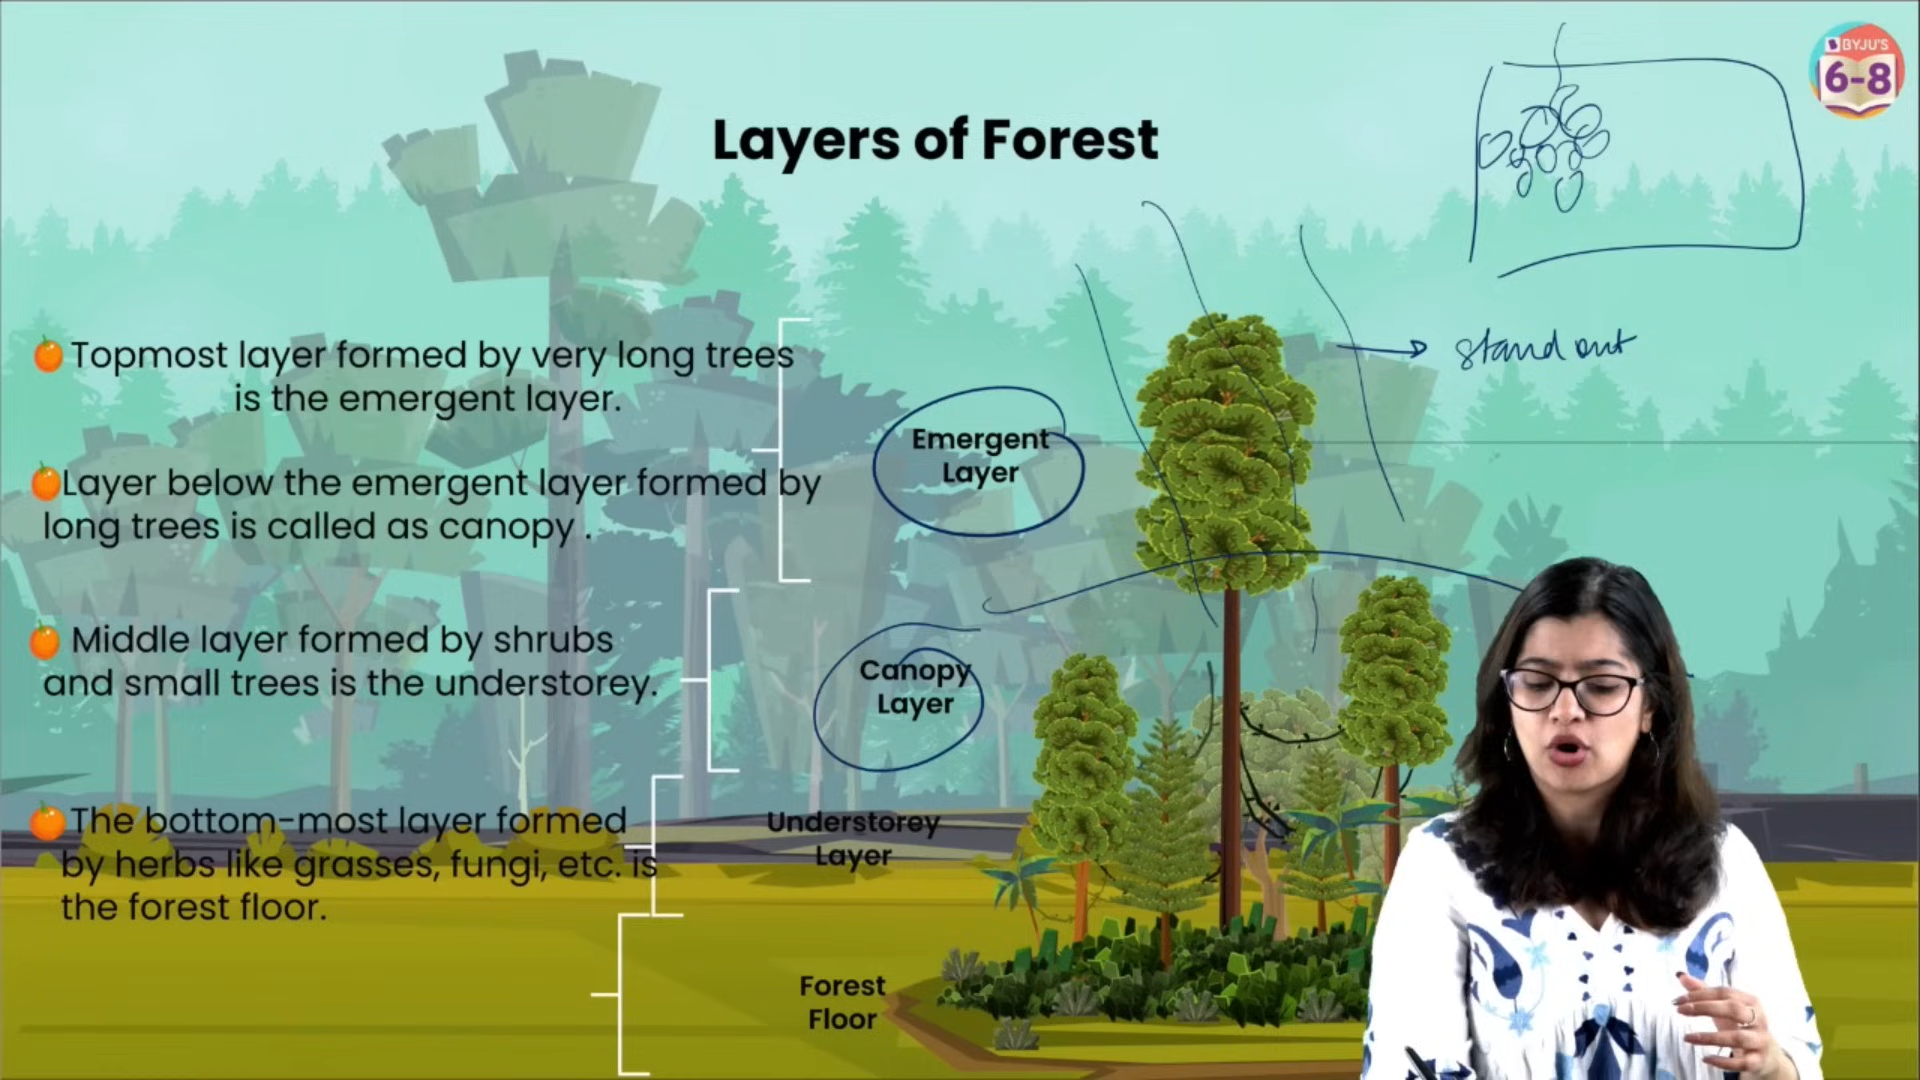 BYJU'S
6-8
Layers of Forest
stand out
Topmost layer formed by very long trees
is the emergent layer.
Layer below the emergent layer formed by
long trees is called as canopy .
Middle layer formed by shrubs
and small trees is the understorey.
The bottom-most layer formed
by herbs like grasses, fungi, etc. is
the forest floor.
Emergent
Layer
Canopy
Layer
Understorey
Layer
Forest
Floor